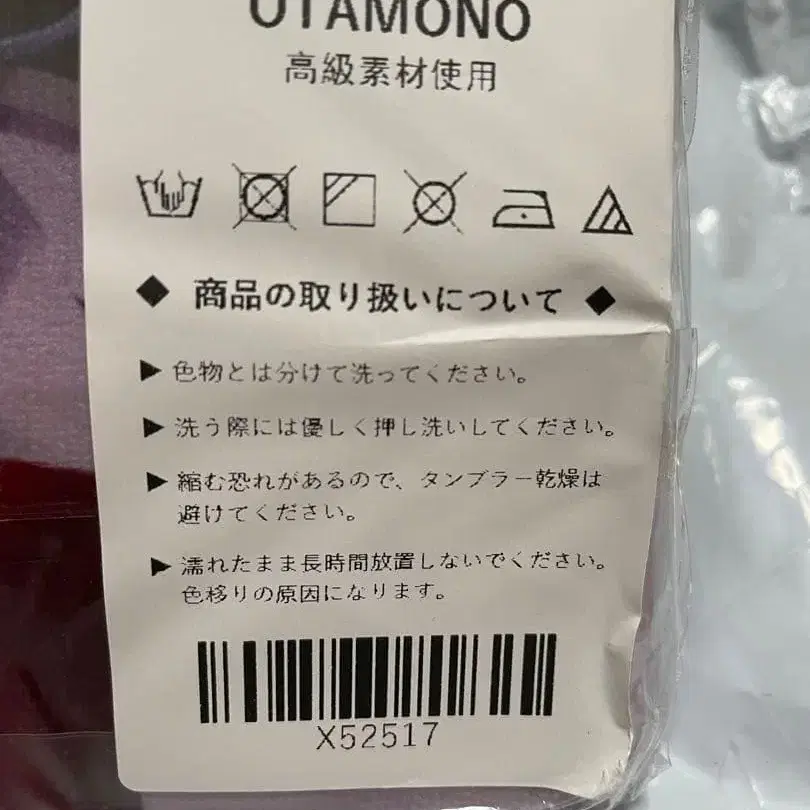 UTAMONO
高級素材使用
◆ 商品の取り扱いについて ◆
▶ 色物とは分けて洗ってください。
▶ 洗う際には優しく押し洗いしてください。
▶ 縮む恐れがあるので、タンブラー乾燥は
避けてください。
▶ 濡れたまま長時間放置しないでください。
色移りの原因になります。
X52517